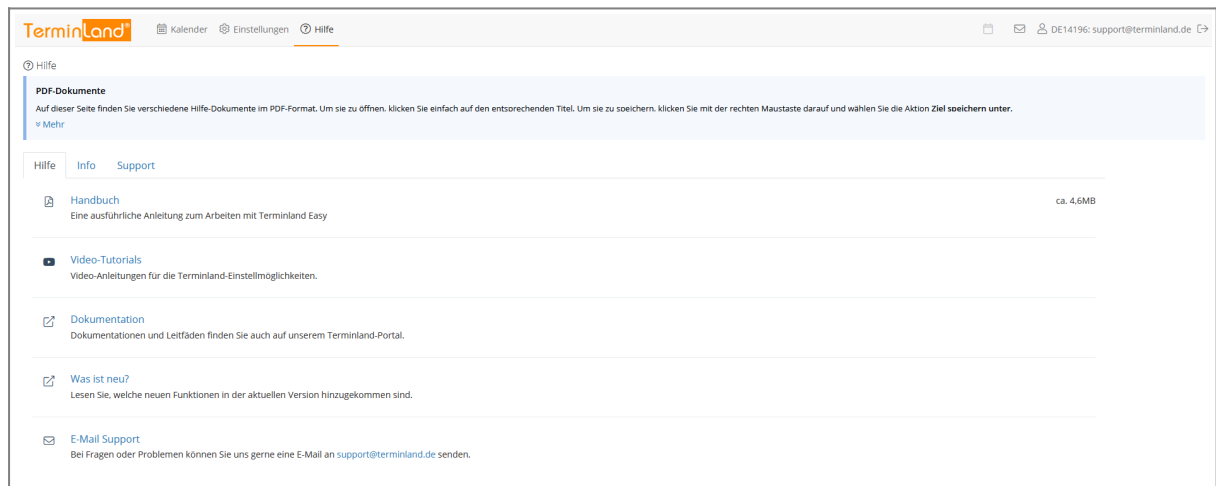 Terminland®
Kalender Einstellungen Hilfe
DE14196: support@terminland.de
Hilfe
PDF-Dokumente
Auf dieser Seite finden Sie verschiedene Hilfe-Dokumente im PDF-Format. Um sie zu öffnen, klicken Sie einfach auf den entsprechenden Titel. Um sie zu speichern, klicken Sie mit der rechten Maustaste darauf und wählen Sie die Aktion Ziel speichern unter.
Mehr
Hilfe Info Support
Handbuch ca. 4,6MB
Eine ausführliche Anleitung zum Arbeiten mit Terminland Easy
Video-Tutorials
Video-Anleitungen für die Terminland-Einstellmöglichkeiten.
Dokumentation
Dokumentationen und Leitfäden finden Sie auch auf unserem Terminland-Portal.
Was ist neu?
Lesen Sie, welche neuen Funktionen in der aktuellen Version hinzugekommen sind.
E-Mail Support
Bei Fragen oder Problemen können Sie uns gerne eine E-Mail an support@terminland.de senden.